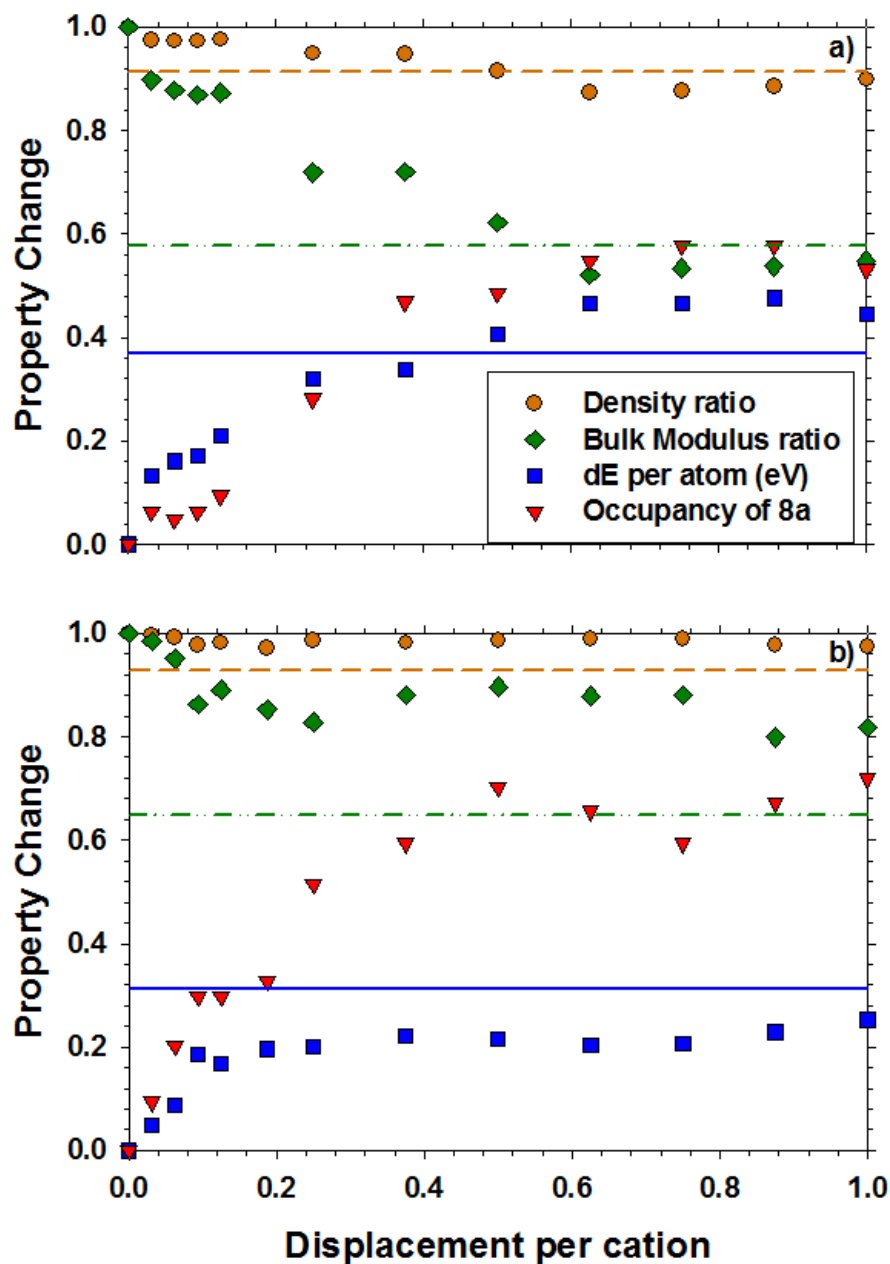 1.0
a)
0.8
0.6
0.4
0.2
0.0
Property Change
Density ratio
Bulk Modulus ratio
dE per atom (eV)
Occupancy of 8a
1.0
b)
0.8
0.6
0.4
0.2
0.0
Property Change
0.0 0.2 0.4 0.6 0.8 1.0
Displacement per cation